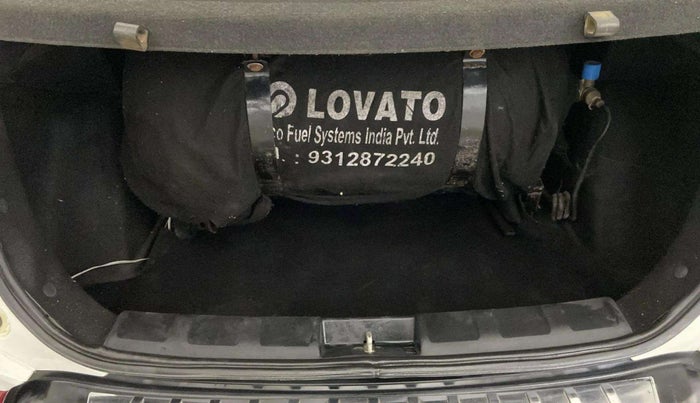 LOVATO
Fuel Systems India Pvt. Ltd.
: 9312872240